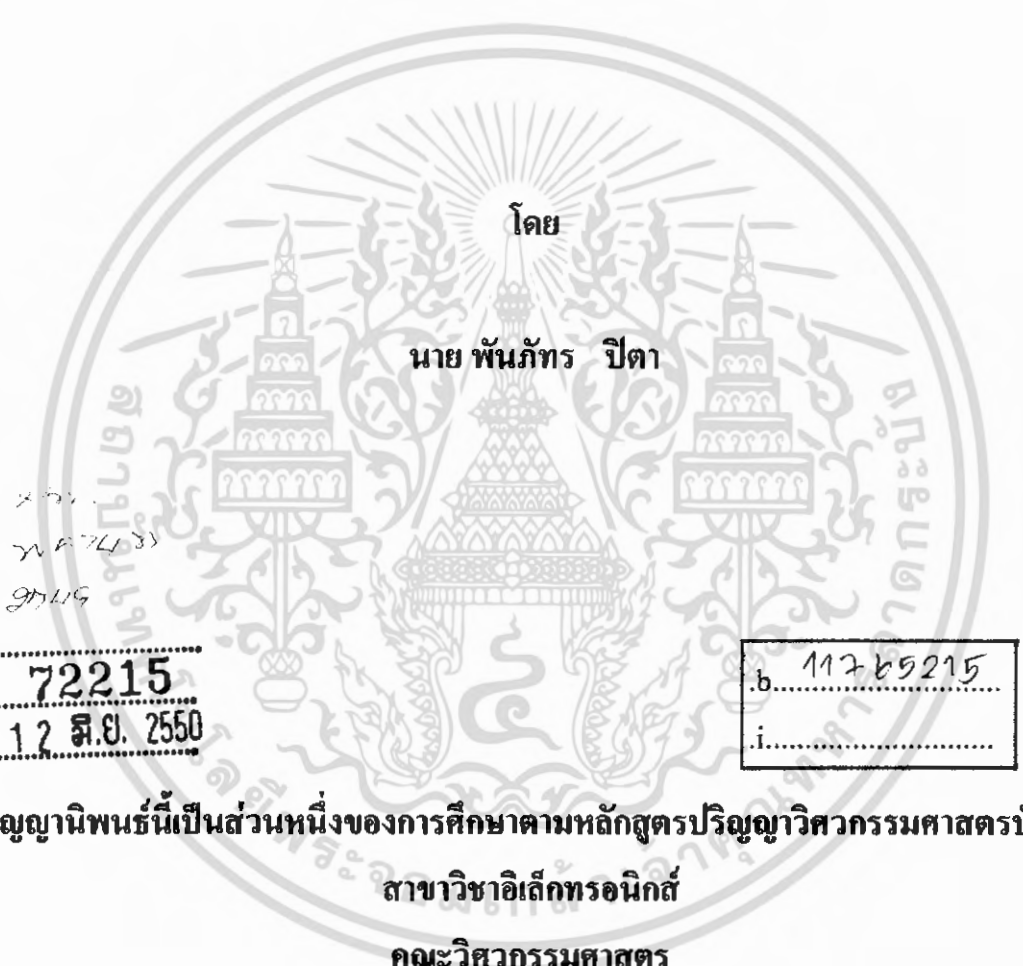 โดย
นาย พันภัทร ปีตา
72215
12 มิ.ย. 2550
b 11765215
i
ญญานิพนธ์นี้เป็นส่วนหนึ่งของการศึกษาตามหลักสูตรปริญญาวิศวกรรมศาสตรบ
สาขาวิชาอิเล็กทรอนิกส์
คณะวิศวกรรมศาสตร